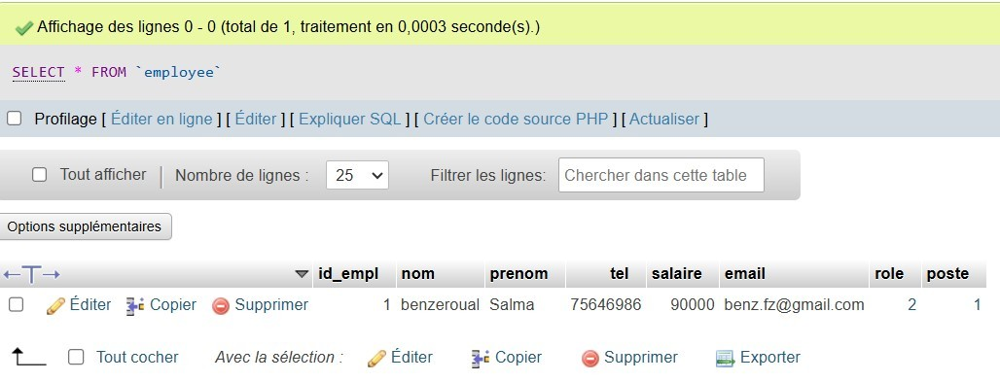 Affichage des lignes 0 - 0 (total de 1, traitement en 0,0003 seconde(s).)
SELECT * FROM `employee`
Profilage [ Éditer en ligne ] [ Éditer ] [ Expliquer SQL ] [ Créer le code source PHP ] [ Actualiser ]
Tout afficher | Nombre de lignes : 25 Filtrer les lignes: Chercher dans cette table
Options supplémentaires
←T→ id_empl nom prenom tel salaire email role poste
Éditer Copier Supprimer 1 benzeroual Salma 75646986 90000 benz.fz@gmail.com 2 1
Tout cocher Avec la sélection : Éditer Copier Supprimer Exporter